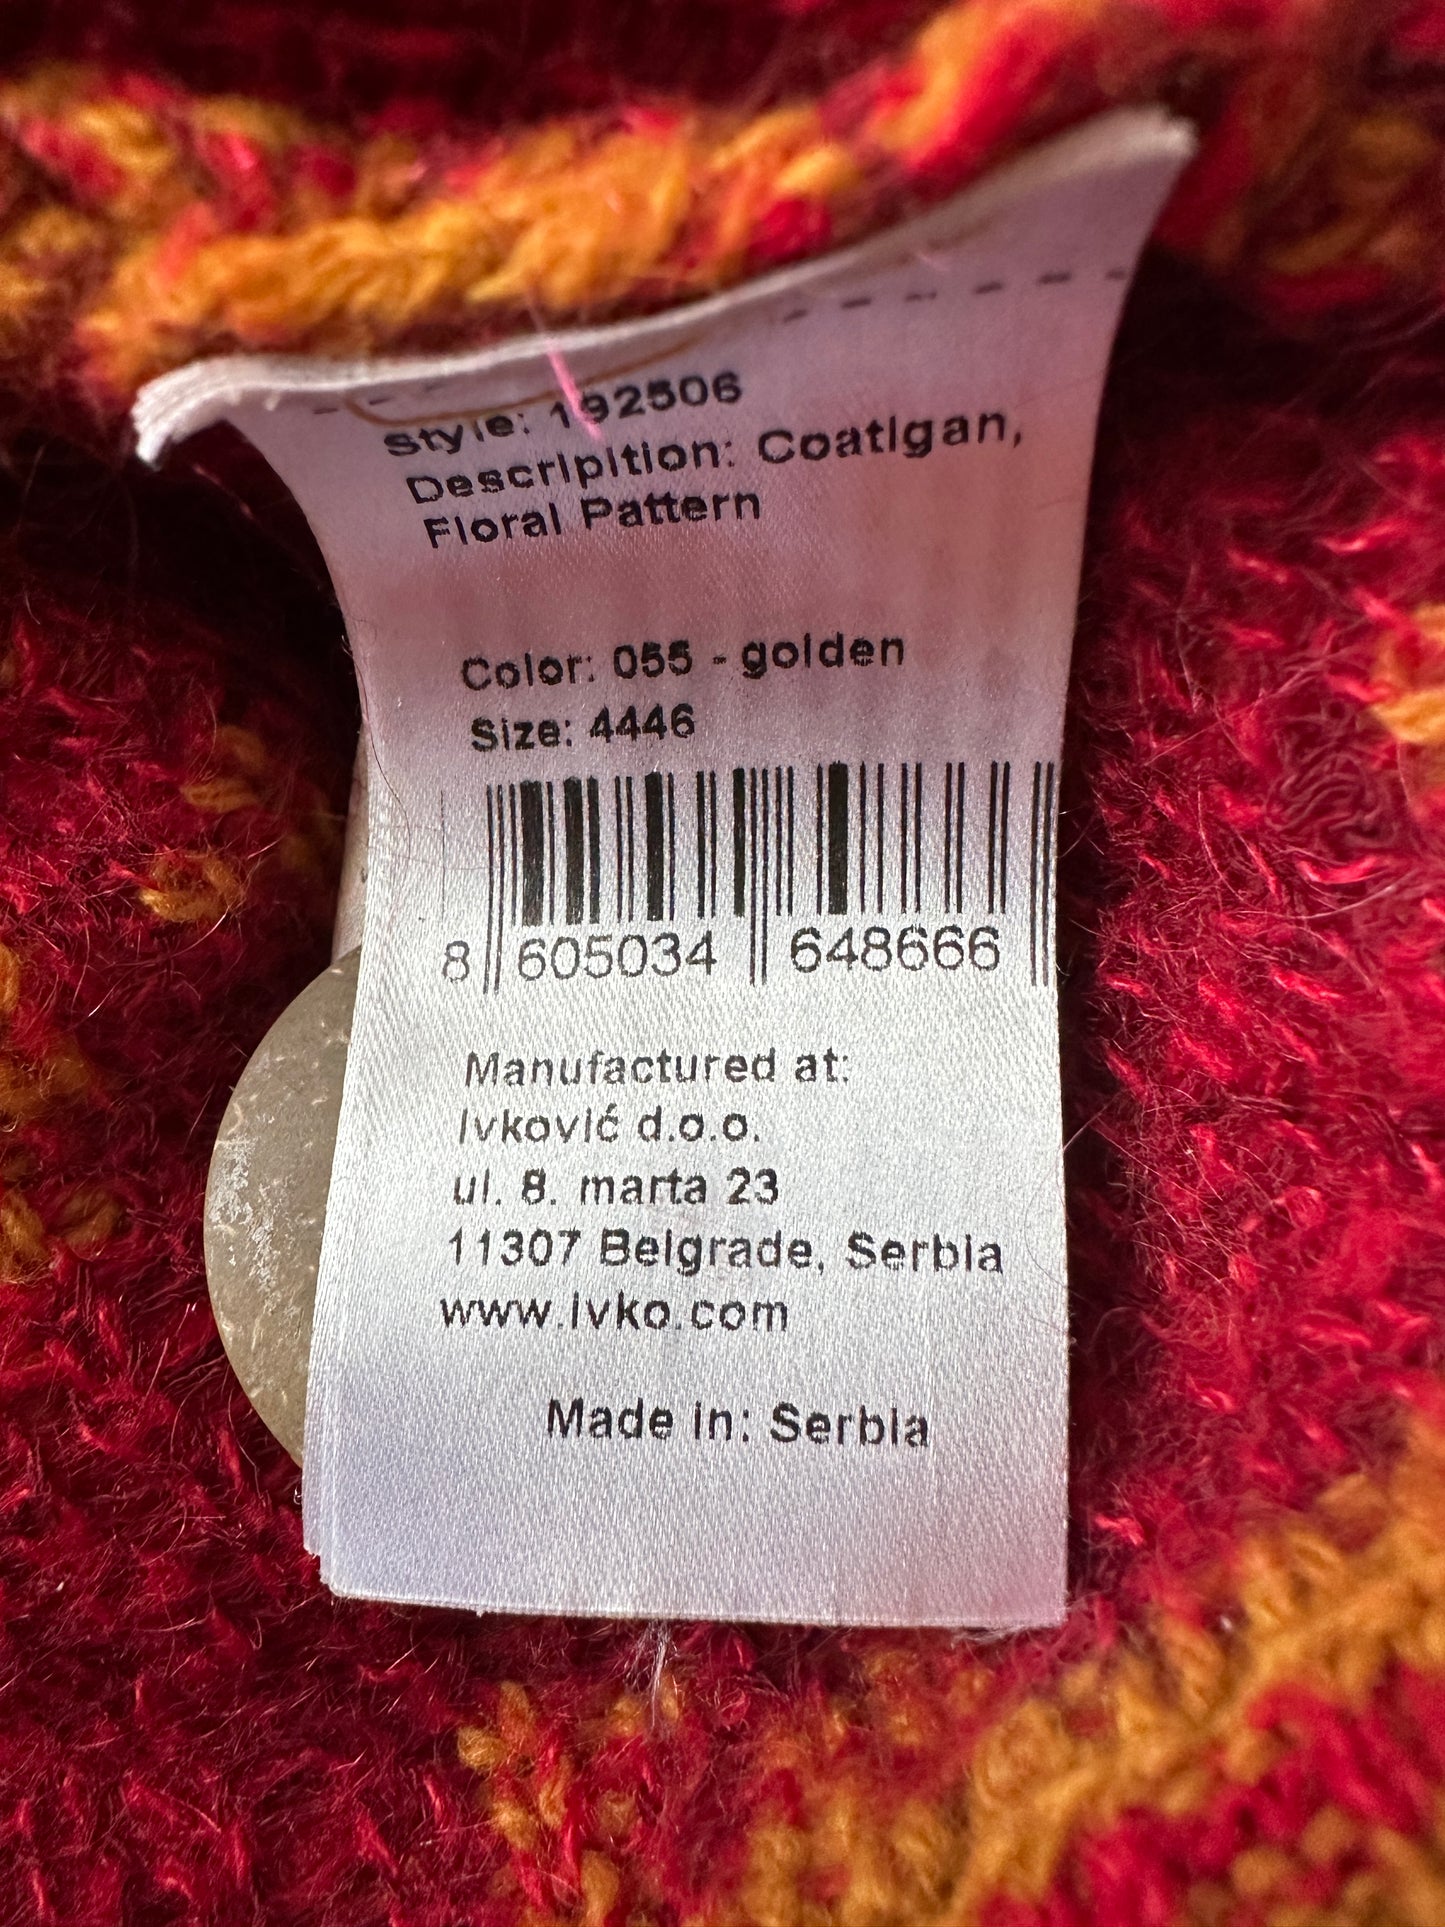 Style: 192506
Descripition: Coatigan,
Floral Pattern
Color: 055 - golden
Size: 4446
8 605034 648666
Manufactured at:
Ivković d.o.o.
ul. 8. marta 23
11307 Belgrade, Serbia
www.ivko.com
Made in: Serbia